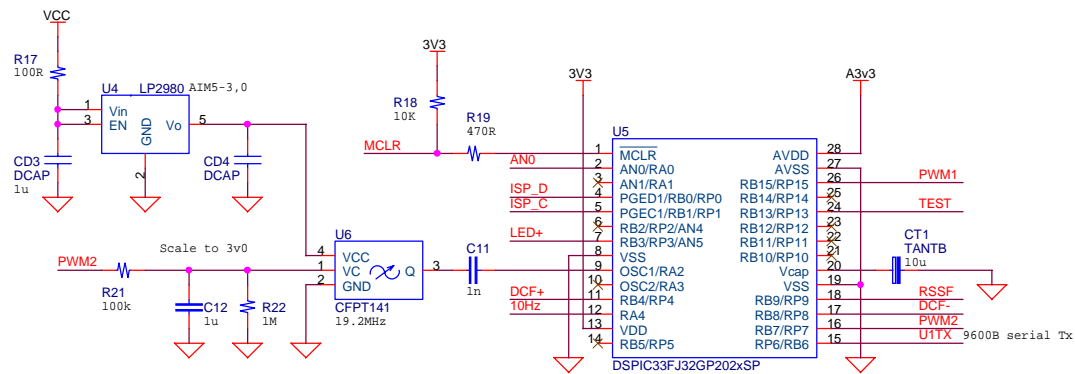 VCC
R17
100R
U4
LP2980
AIM5-3,0
1
Vin
3
EN
GND
2
Vo
5
CD3
DCAP
1u
CD4
DCAP
3V3
R18
10K
R19
470R
MCLR
PWM2
R21
100k
Scale to 3v0
C12
1u
R22
1M
U6
4
VCC
1
VC
2
GND
Q
3
CFPT141
19.2MHz
C11
1n
3V3
A3v3
U5
1
MCLR
AN0
2
AN0/RA0
3
AN1/RA1
ISP_D
4
PGED1/RB0/RP0
ISP_C
5
PGEC1/RB1/RP1
6
RB2/RP2/AN4
LED+
7
RB3/RP3/AN5
8
VSS
9
OSC1/RA2
10
OSC2/RA3
DCF+
11
RB4/RP4
10Hz
12
RA4
13
VDD
14
RB5/RP5
AVDD
28
AVSS
27
RB15/RP15
26
PWM1
RB14/RP14
25
RB13/RP13
24
TEST
RB12/RP12
23
RB11/RP11
22
RB10/RP10
21
Vcap
20
VSS
19
RB9/RP9
18
RSSF
RB8/RP8
17
DCF-
RB7/RP7
16
PWM2
RP6/RB6
15
U1TX
9600B serial Tx
CT1
TANTB
10u
DSPIC33FJ32GP202xSP